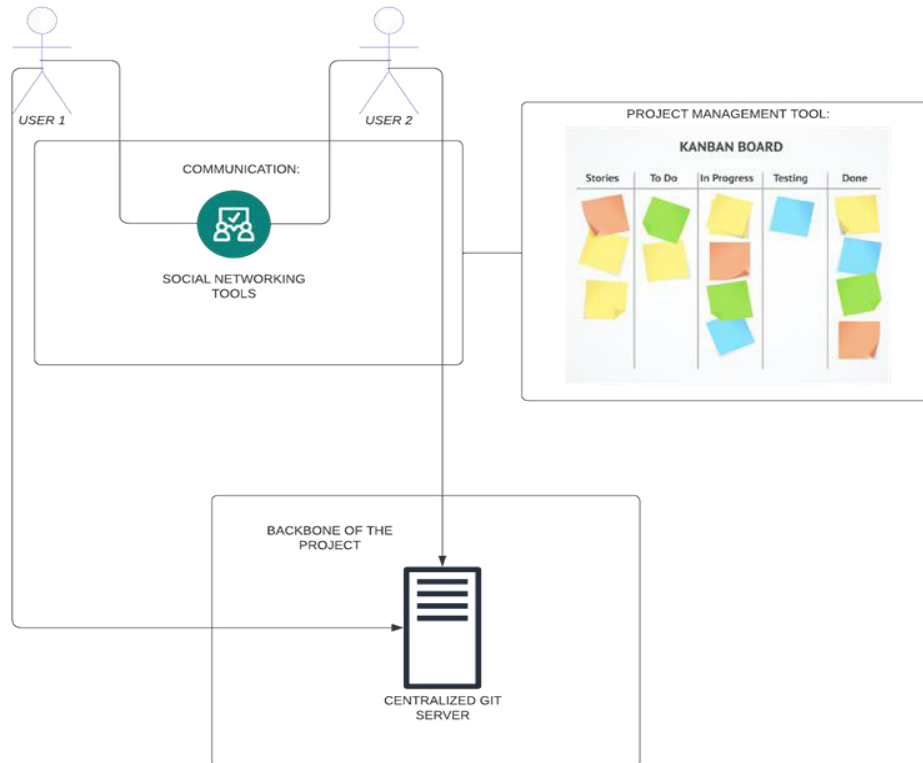 USER 1
USER 2
COMMUNICATION:
SOCIAL NETWORKING
TOOLS
PROJECT MANAGEMENT TOOL:
KANBAN BOARD
Stories To Do In Progress Testing Done
BACKBONE OF THE
PROJECT
CENTRALIZED GIT
SERVER